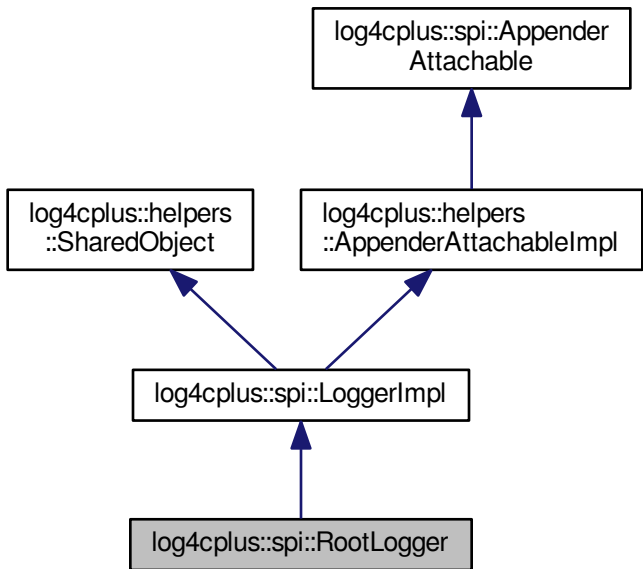 log4cplus::spi::Appender
Attachable
log4cplus::helpers
::SharedObject
log4cplus::helpers
::AppenderAttachableImpl
log4cplus::spi::LoggerImpl
log4cplus::spi::RootLogger